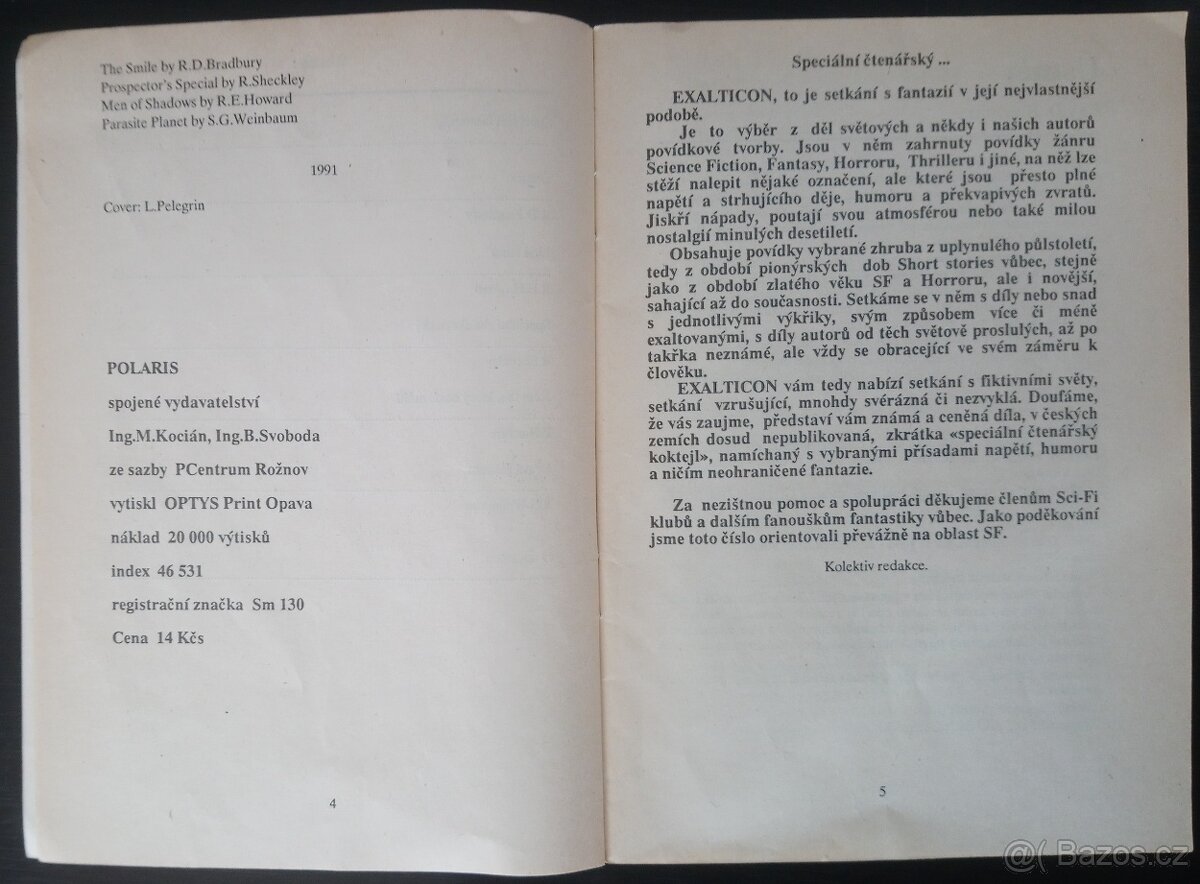 The Smile by R.D.Bradbury
Prospector's Special by R.Sheckley
Men of Shadows by R.E.Howard
Parasite Planet by S.G.Weinbaum
1991
Cover: L.Pelegrin
POLARIS
spojené vydavatelství
Ing.M.Kocián, Ing.B.Svoboda
ze sazby PCentrum Rožnov
vytiskl OPTYS Print Opava
náklad 20 000 výtisků
index 46 531
registrační značka Sm 130
Cena 14 Kčs
4
Speciální čtenářský ...
EXALTICON, to je setkání s fantazií v její nejvlastnější
podobě.
Je to výběr z děl světových a někdy i našich autorů
povídkové tvorby. Jsou v něm zahrnuty povídky žánru
Science Fiction, Fantasy, Horroru, Thrilleru i jiné, na něž lze
stěží nalepit nějaké označení, ale které jsou přesto plné
napětí a strhujícího děje, humoru a překvapivých zvratů.
Jiskří nápady, poutají svou atmosférou nebo také milou
nostalgií minulých desetiletí.
Obsahuje povídky vybrané zhruba z uplynulého půlstoletí,
tedy z období pionýrských dob Short stories vůbec, stejně
jako z období zlatého věku SF a Horroru, ale i novější,
sahající až do současnosti. Setkáme se v něm s díly nebo snad
s jednotlivými výkřiky, svým způsobem více či méně
exaltovanými, s díly autorů od těch světově proslulých, až po
takřka neznámé, ale vždy se obracející ve svém záměru k
člověku.
EXALTICON vám tedy nabízí setkání s fiktivními světy,
setkání vzrušující, mnohdy svérázná či nezvyklá. Doufáme,
že vás zaujme, představí vám známá a ceněná díla, v českých
zemích dosud nepublikovaná, zkrátka «speciální čtenářský
koktejl», namíchaný s vybranými přísadami napětí, humoru
a ničím neohraničené fantazie.
Za nezištnou pomoc a spolupráci děkujeme členům Sci-Fi
klubů a dalším fanouškům fantastiky vůbec. Jako poděkování
jsme toto číslo orientovali převážně na oblast SF.
Kolektiv redakce.
5
@( Bazos.cz